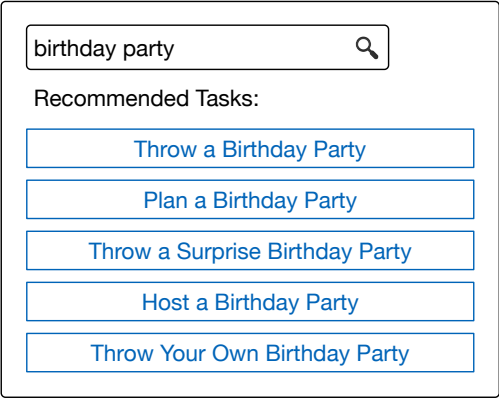 birthday party
Recommended Tasks:
Throw a Birthday Party
Plan a Birthday Party
Throw a Surprise Birthday Party
Host a Birthday Party
Throw Your Own Birthday Party